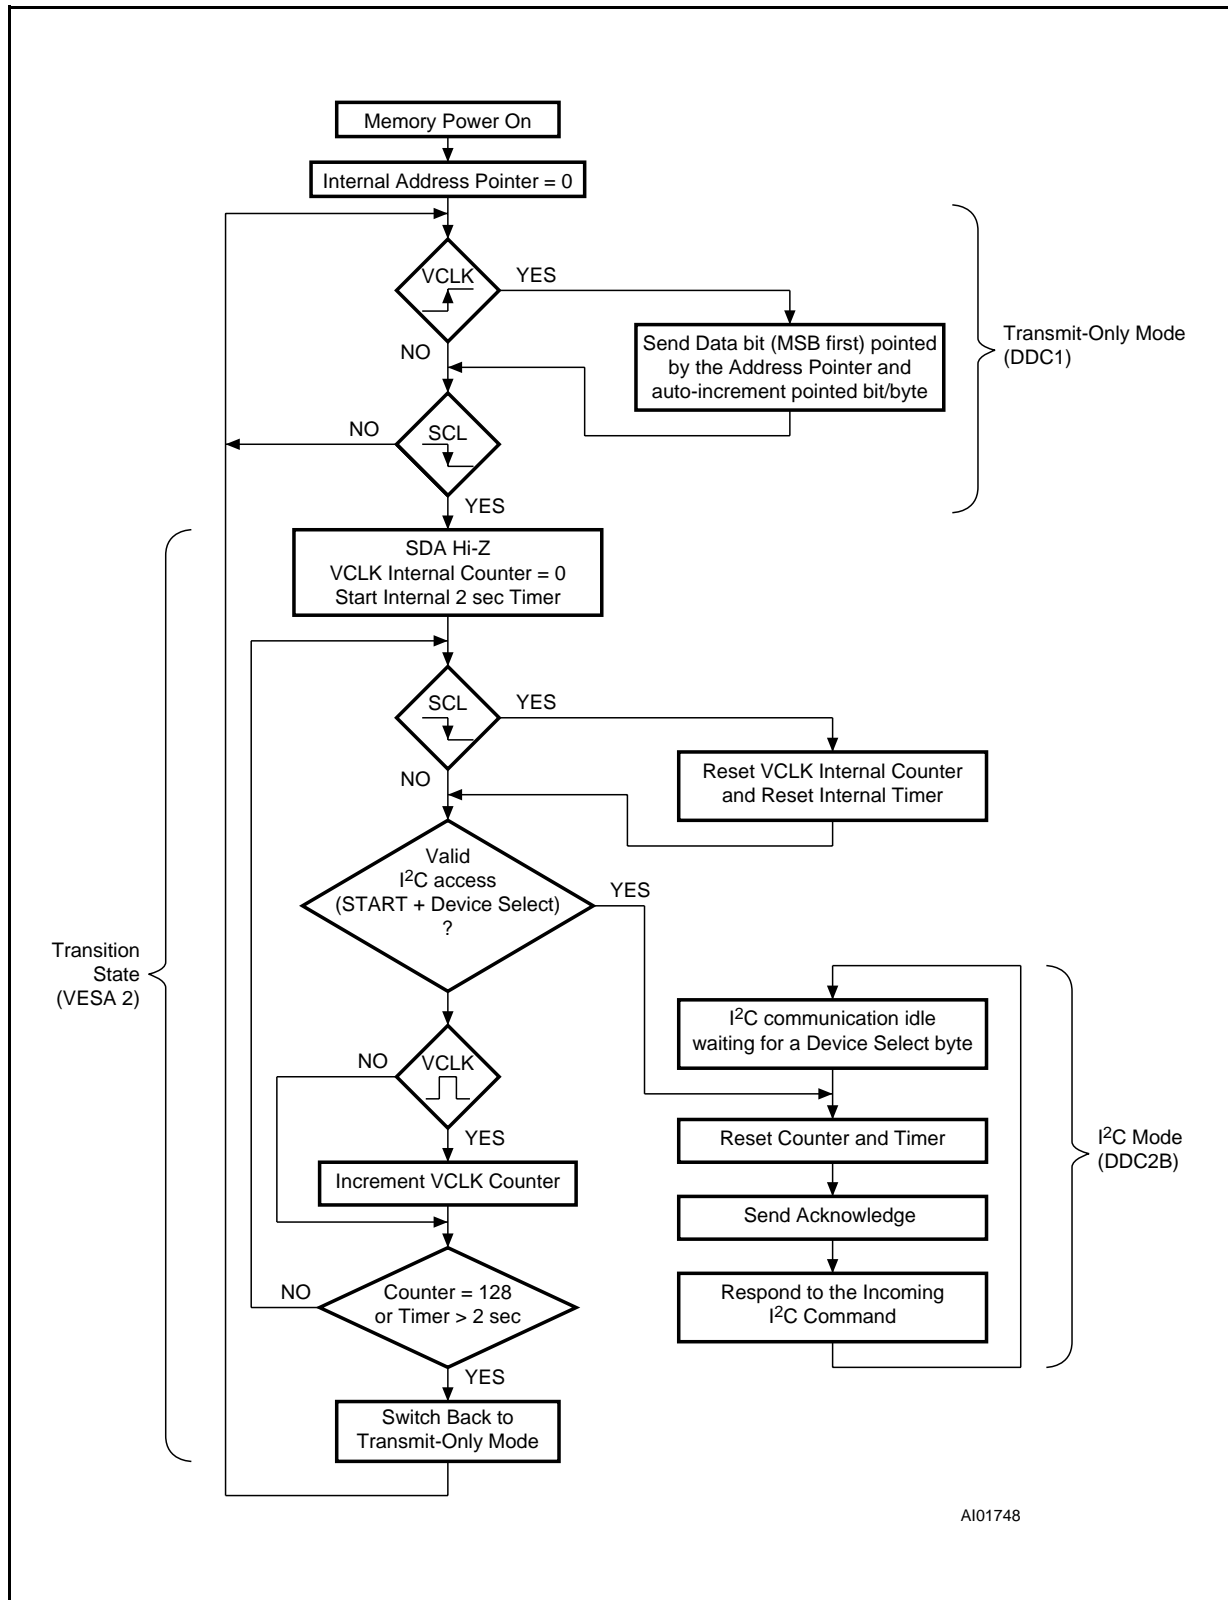 Memory Power On
Internal Address Pointer = 0
VCLK
YES
NO
Send Data bit (MSB first) pointed
by the Address Pointer and
auto-increment pointed bit/byte
Transmit-Only Mode
(DDC1)
NO
SCL
YES
SDA Hi-Z
VCLK Internal Counter = 0
Start Internal 2 sec Timer
SCL
YES
NO
Reset VCLK Internal Counter
and Reset Internal Timer
Valid
I²C access
(START + Device Select)
?
YES
Transition
State
(VESA 2)
I²C communication idle
waiting for a Device Select byte
NO
VCLK
YES
Increment VCLK Counter
Reset Counter and Timer
I²C Mode
(DDC2B)
Send Acknowledge
NO
Counter = 128
or Timer > 2 sec
Respond to the Incoming
I²C Command
YES
Switch Back to
Transmit-Only Mode
AI01748